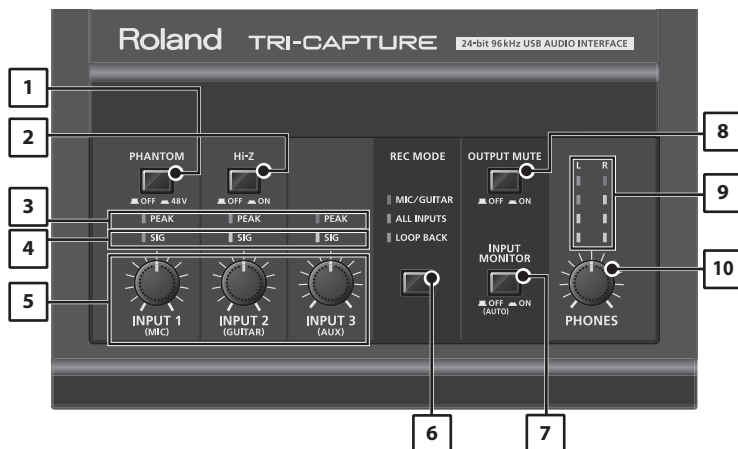 Roland TRI-CAPTURE 24-bit 96kHz USB AUDIO INTERFACE
1
2
3
4
5
PHANTOM
OFF 48V
Hi-Z
OFF ON
PEAK PEAK PEAK
SIG SIG SIG
INPUT 1
(MIC)
INPUT 2
(GUITAR)
INPUT 3
(AUX)
REC MODE
MIC/GUITAR
ALL INPUTS
LOOP BACK
OUTPUT MUTE
OFF ON
INPUT
MONITOR
OFF ON
(AUTO)
L R
PHONES
8
9
10
6
7